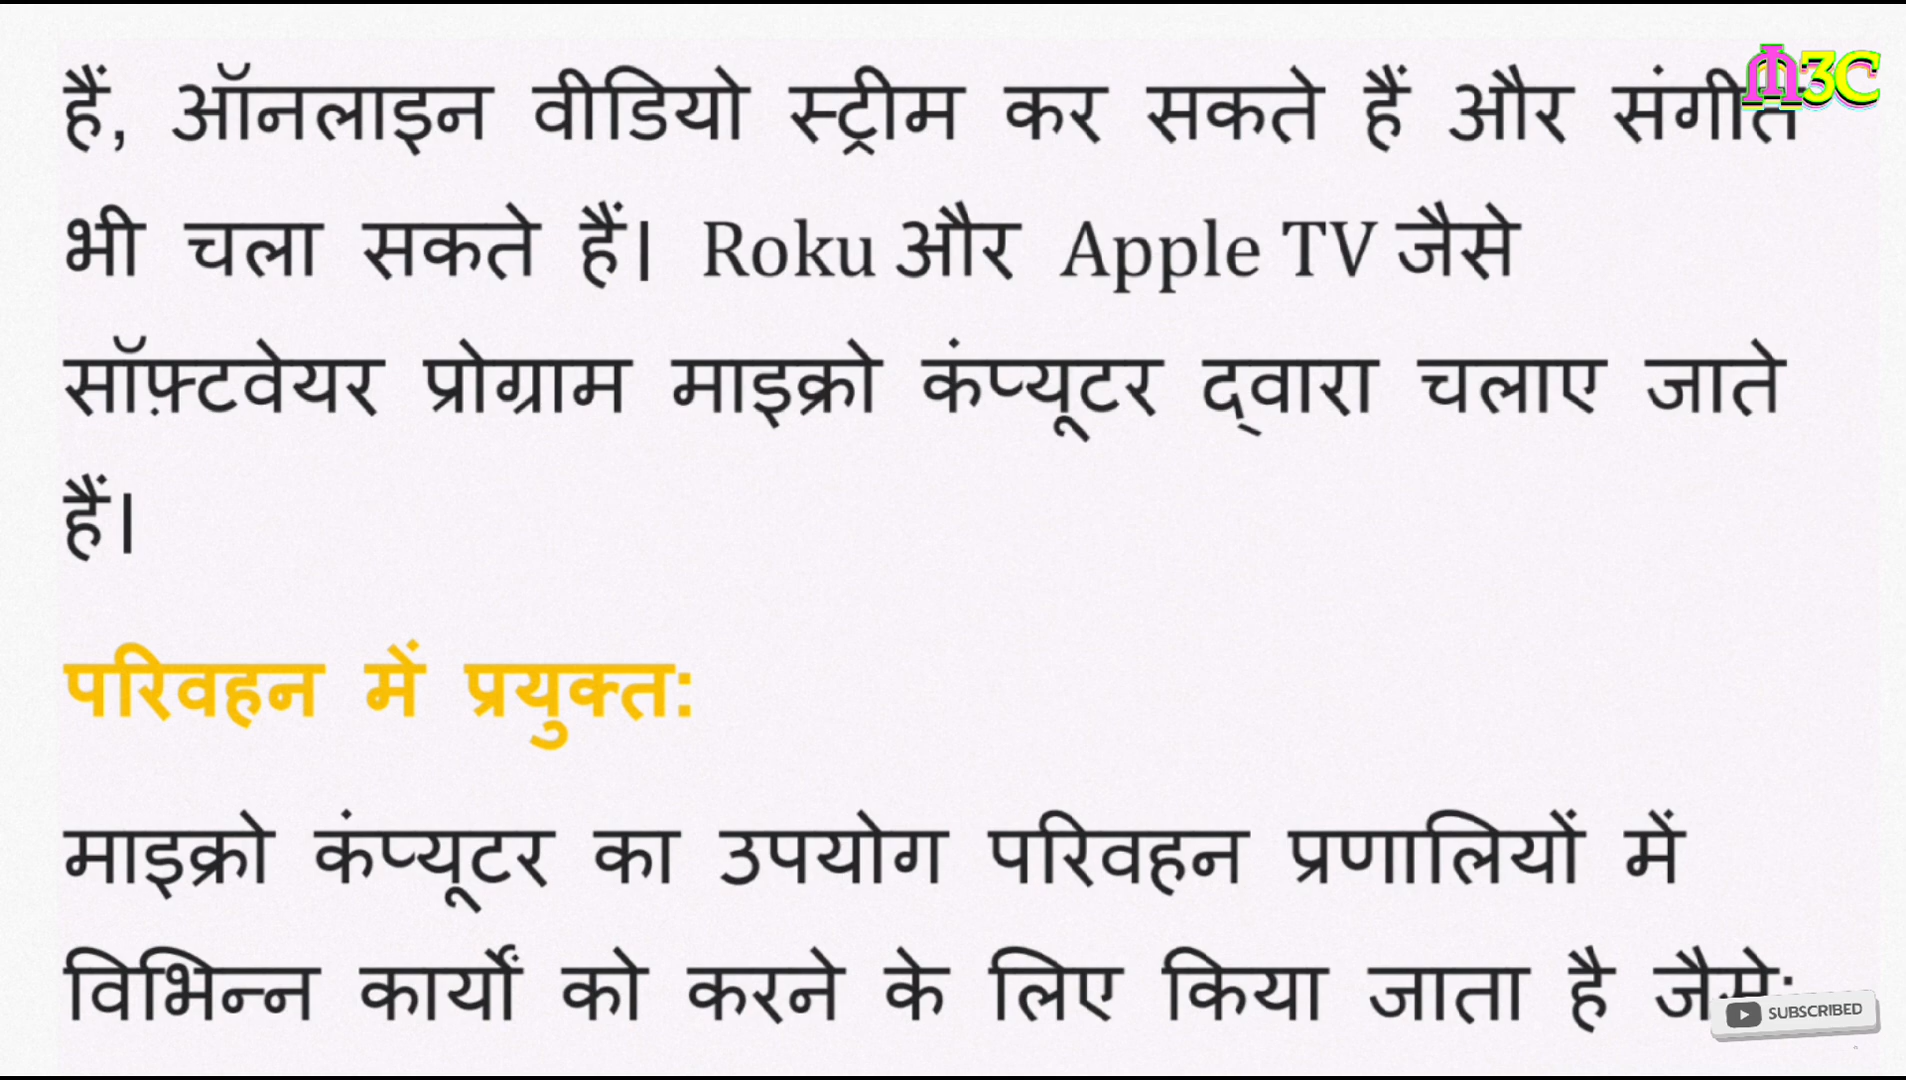 हैं, ऑनलाइन वीडियो स्ट्रीम कर सकते हैं और संगीत
M3C
भी चला सकते हैं। Roku और Apple TV जैसे
सॉफ़्टवेयर प्रोग्राम माइक्रो कंप्यूटर द्वारा चलाए जाते
हैं।
परिवहन में प्रयुक्त:
माइक्रो कंप्यूटर का उपयोग परिवहन प्रणालियों में
विभिन्न कार्यों को करने के लिए किया जाता है जैसे:
SUBSCRIBED